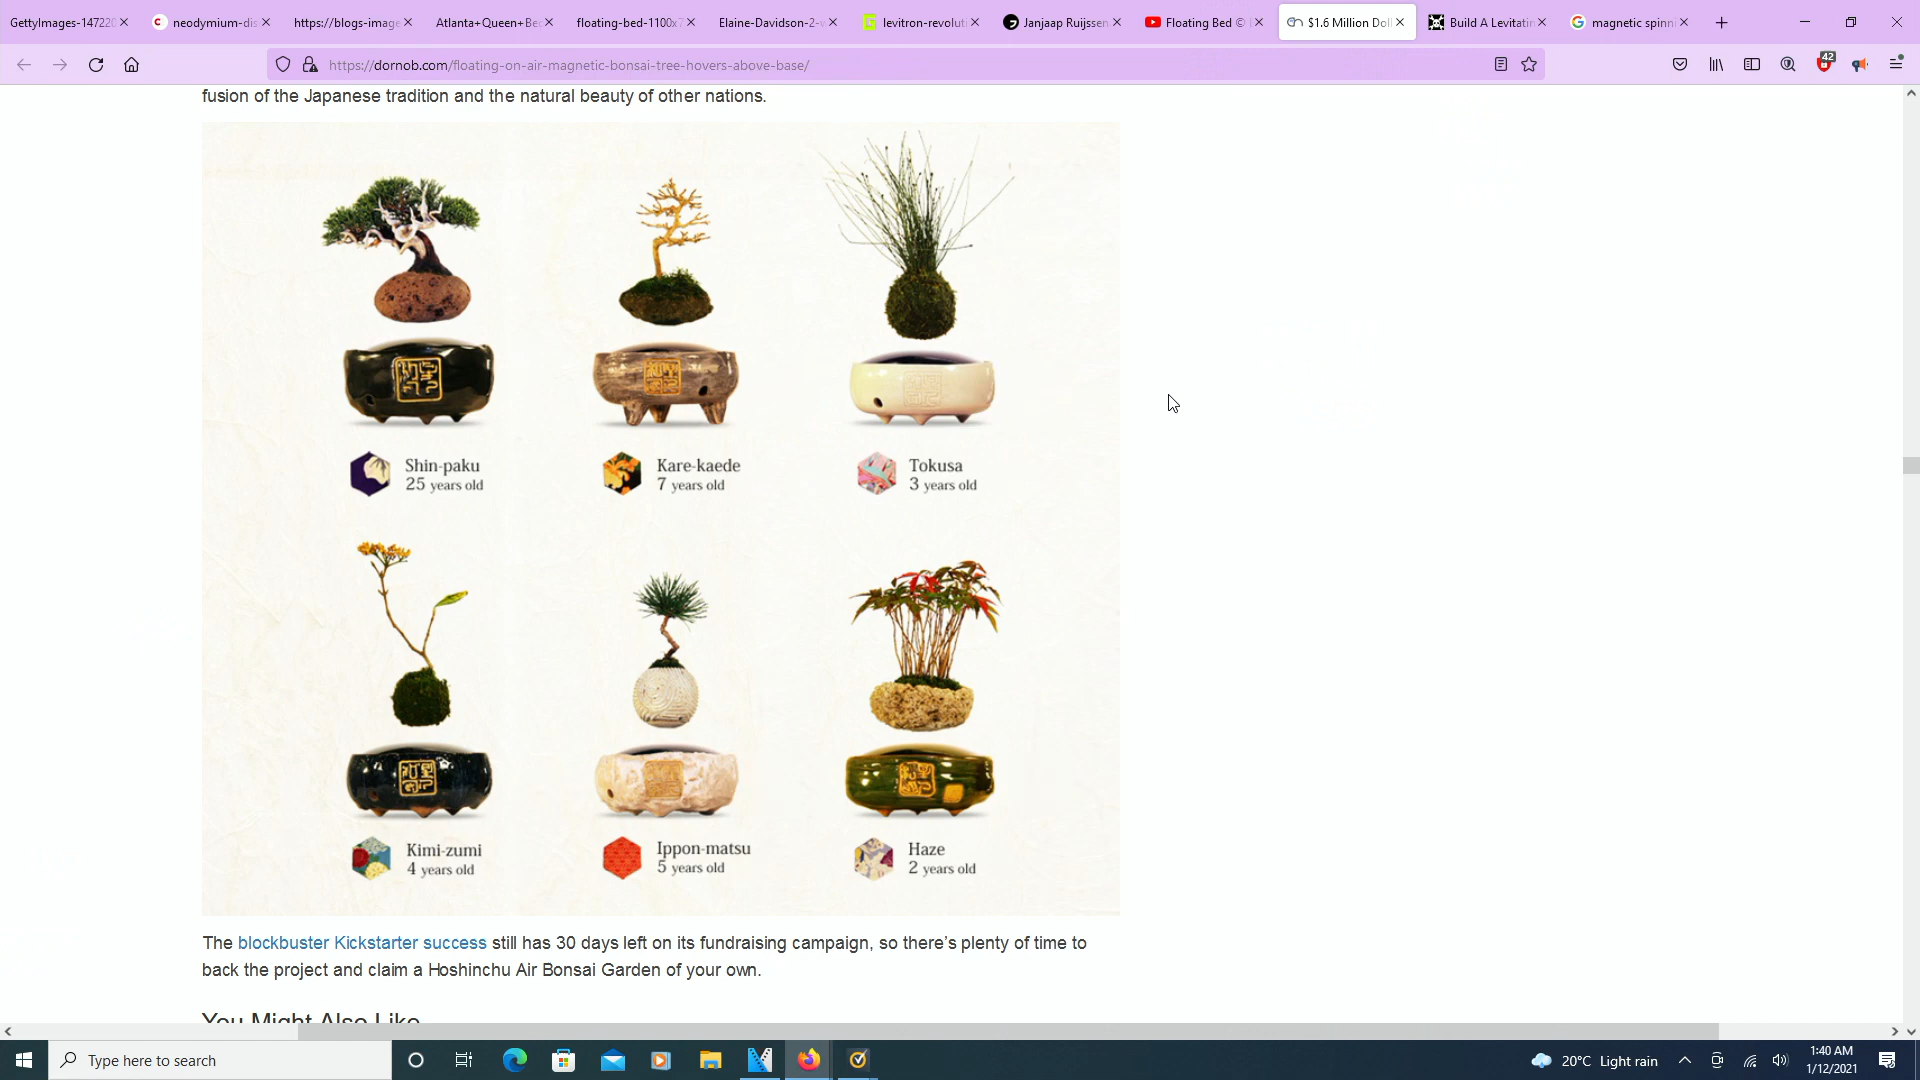 GettyImages-147220
neodymium-dis
https://blogs-image
Atlanta+Queen+Be
floating-bed-1100x7
Elaine-Davidson-2-w
levitron-revoluti
Janjaap Ruijssen
Floating Bed ©
$1.6 Million Doll
Build A Levitatin
magnetic spinn
https://dornob.com/floating-on-air-magnetic-bonsai-tree-hovers-above-base/
42
fusion of the Japanese tradition and the natural beauty of other nations.
Shin-paku
25 years old
Kare-kaede
7 years old
Tokusa
3 years old
Kimi-zumi
4 years old
Ippon-matsu
5 years old
Haze
2 years old
The blockbuster Kickstarter success still has 30 days left on its fundraising campaign, so there's plenty of time to
back the project and claim a Hoshinchu Air Bonsai Garden of your own.
You Might Also Like
Type here to search
20°C Light rain
1:40 AM
1/12/2021